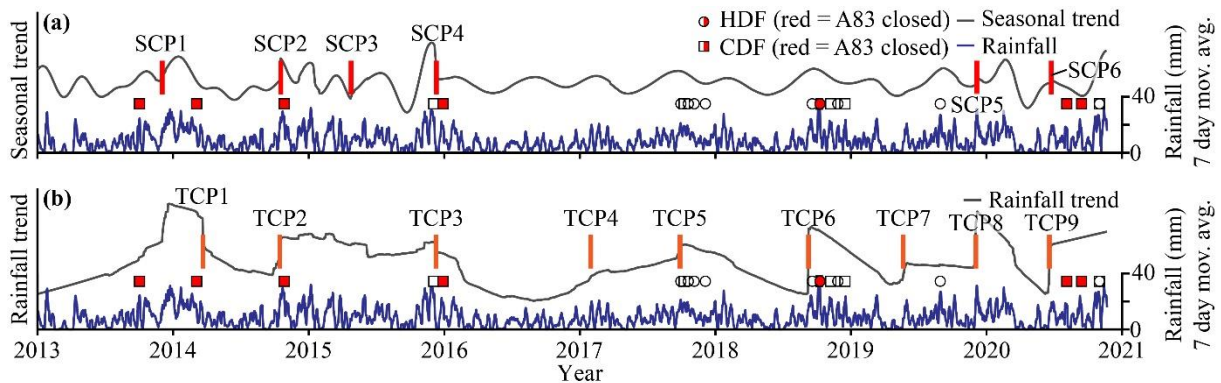 (a)
HDF (red = A83 closed)
Seasonal trend
CDF (red = A83 closed)
Rainfall
SCP1
SCP2
SCP3
SCP4
SCP5
SCP6
Seasonal trend
40
0
Rainfall (mm)
7 day mov. avg.
(b)
Rainfall trend
TCP1
TCP2
TCP3
TCP4
TCP5
TCP6
TCP7
TCP8
TCP9
Rainfall trend
40
0
Rainfall (mm)
7 day mov. avg.
2013 2014 2015 2016 2017 2018 2019 2020 2021
Year